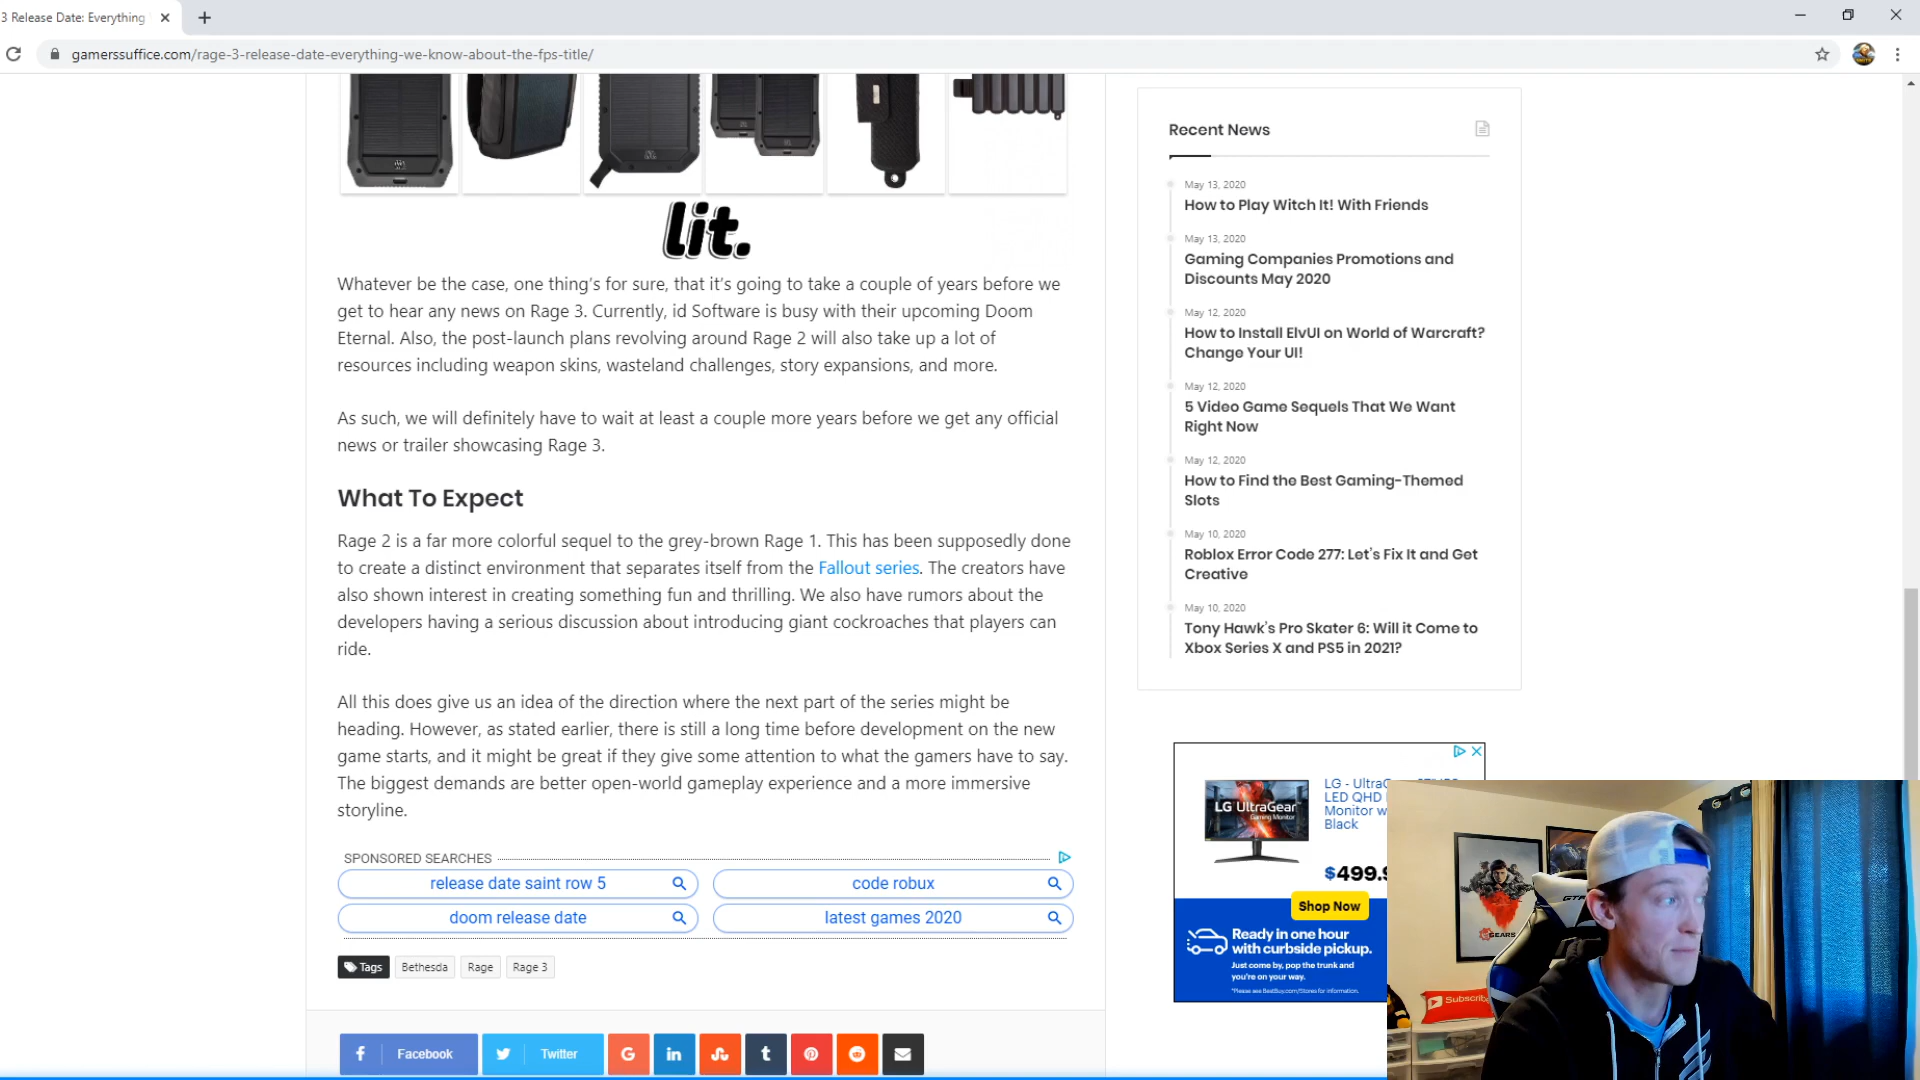 3 Release Date: Everything
gamerssuffice.com/rage-3-release-date-everything-we-know-about-the-fps-title/
lit.
Whatever be the case, one thing's for sure, that it's going to take a couple of years before we
get to hear any news on Rage 3. Currently, id Software is busy with their upcoming Doom
Eternal. Also, the post-launch plans revolving around Rage 2 will also take up a lot of
resources including weapon skins, wasteland challenges, story expansions, and more.
As such, we will definitely have to wait at least a couple more years before we get any official
news or trailer showcasing Rage 3.
What To Expect
Rage 2 is a far more colorful sequel to the grey-brown Rage 1. This has been supposedly done
to create a distinct environment that separates itself from the Fallout series. The creators have
also shown interest in creating something fun and thrilling. We also have rumors about the
developers having a serious discussion about introducing giant cockroaches that players can
ride.
All this does give us an idea of the direction where the next part of the series might be
heading. However, as stated earlier, there is still a long time before development on the new
game starts, and it might be great if they give some attention to what the gamers have to say.
The biggest demands are better open-world gameplay experience and a more immersive
storyline.
SPONSORED SEARCHES
release date saint row 5
code robux
doom release date
latest games 2020
Tags
Bethesda
Rage
Rage 3
Facebook
Twitter
Recent News
May 13, 2020
How to Play Witch It! With Friends
May 13, 2020
Gaming Companies Promotions and
Discounts May 2020
May 12, 2020
How to Install ElvUI on World of Warcraft?
Change Your UI!
May 12, 2020
5 Video Game Sequels That We Want
Right Now
May 12, 2020
How to Find the Best Gaming-Themed
Slots
May 10, 2020
Roblox Error Code 277: Let's Fix It and Get
Creative
May 10, 2020
Tony Hawk's Pro Skater 6: Will it Come to
Xbox Series X and PS5 in 2021?
LG UltraGear
Gaming Monitor
LED QHD
Monitor w
Black
$499.9
Shop Now
Ready in one hour
with curbside pickup.
Just come by, pop the trunk and
you're on your way.
*Please see BestBuy.com/Stores for information.
GEARS
Subscrib